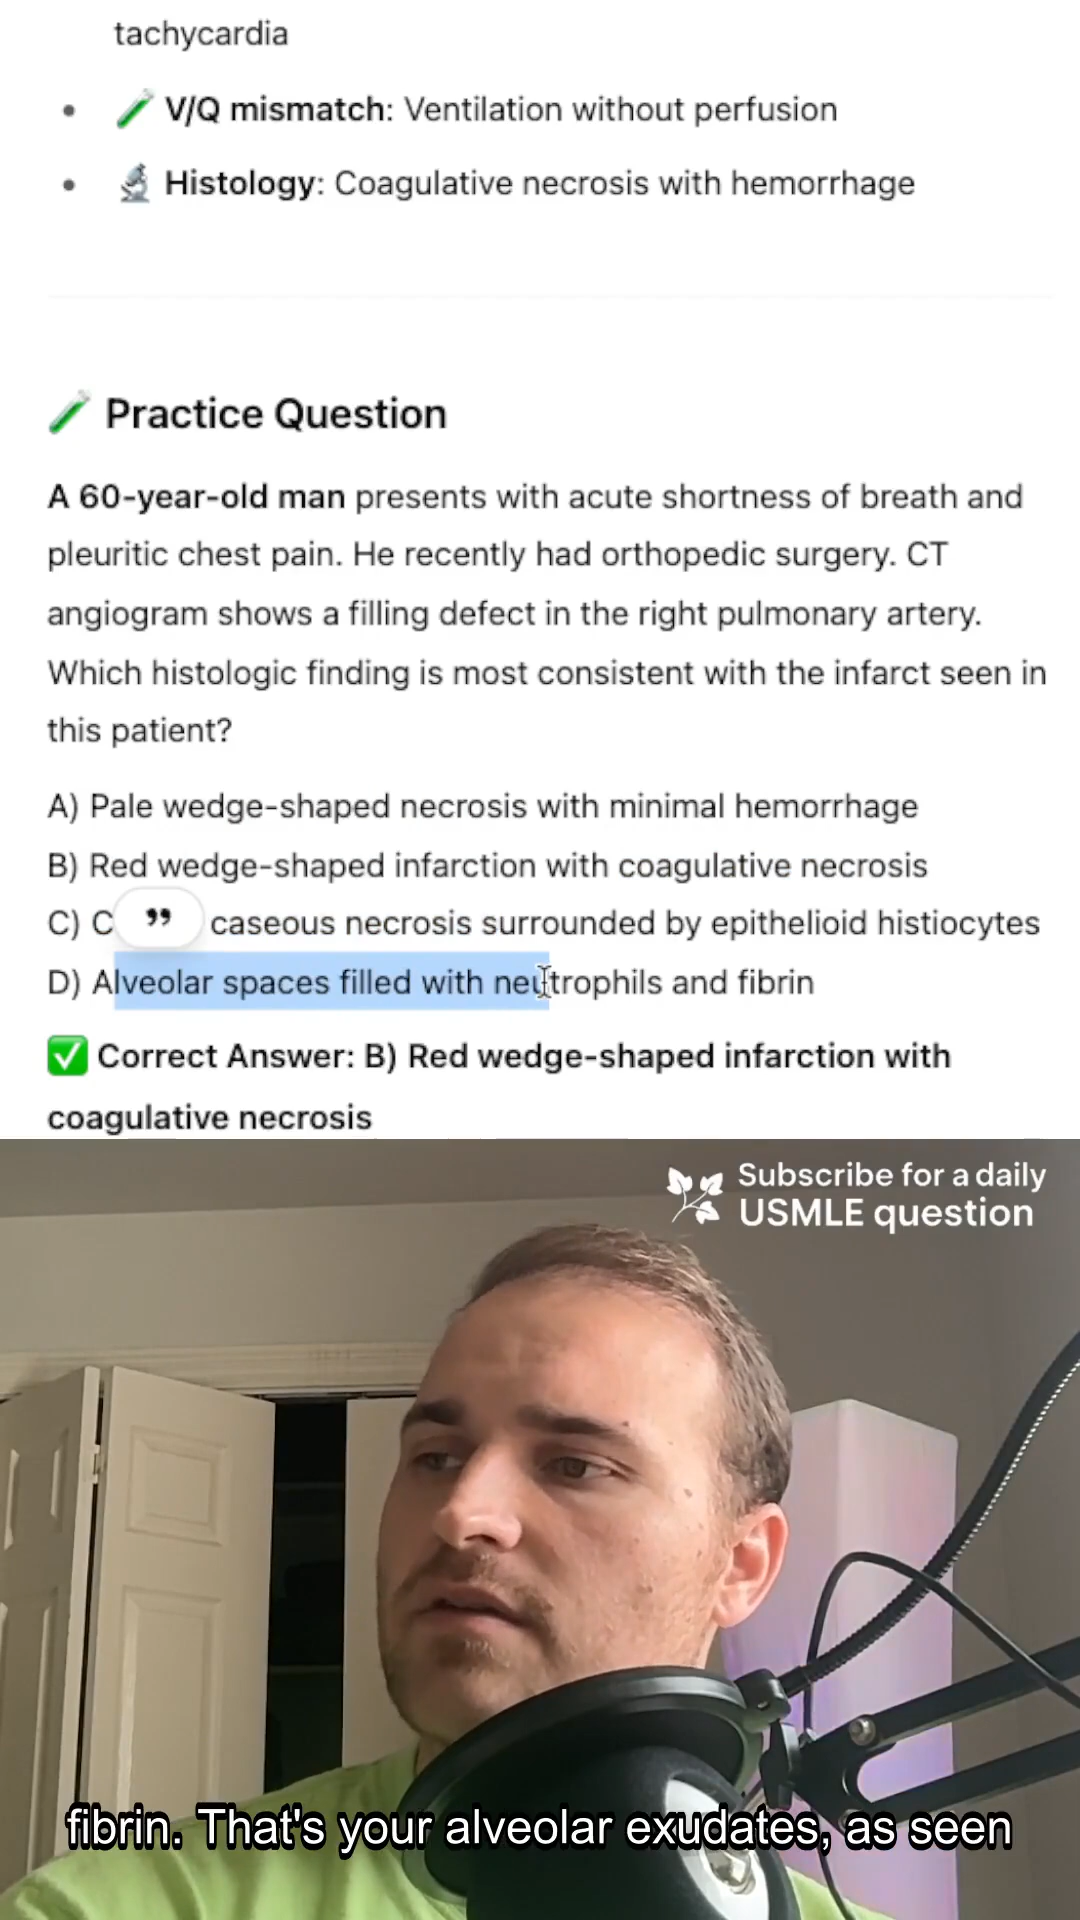 tachycardia
V/Q mismatch: Ventilation without perfusion
Histology: Coagulative necrosis with hemorrhage
Practice Question
A 60-year-old man presents with acute shortness of breath and
pleuritic chest pain. He recently had orthopedic surgery. CT
angiogram shows a filling defect in the right pulmonary artery.
Which histologic finding is most consistent with the infarct seen in
this patient?
A) Pale wedge-shaped necrosis with minimal hemorrhage
B) Red wedge-shaped infarction with coagulative necrosis
C) C ” caseous necrosis surrounded by epithelioid histiocytes
D) Alveolar spaces filled with neutrophils and fibrin
Correct Answer: B) Red wedge-shaped infarction with
coagulative necrosis
Subscribe for a daily
USMLE question
fibrin. That's your alveolar exudates, as seen